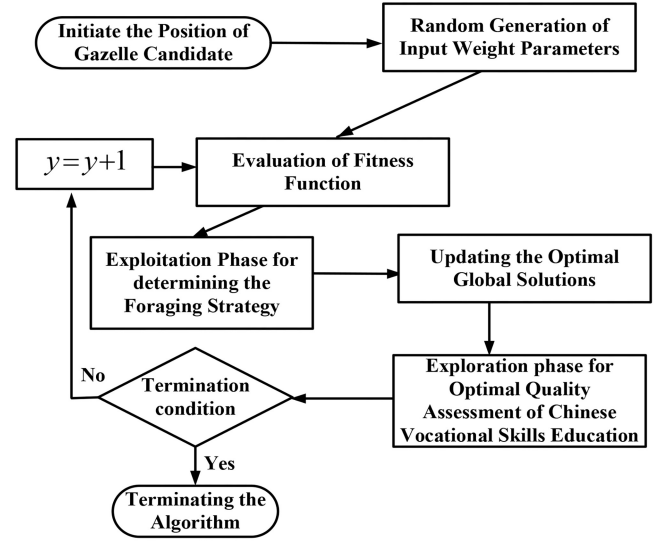 Initiate the Position of
Gazelle Candidate
Random Generation of
Input Weight Parameters
y=y+1
Evaluation of Fitness
Function
Exploitation Phase for
determining the
Foraging Strategy
Updating the Optimal
Global Solutions
Exploration phase for
Optimal Quality
Assessment of Chinese
Vocational Skills Education
Termination
condition
No
Yes
Terminating the
Algorithm